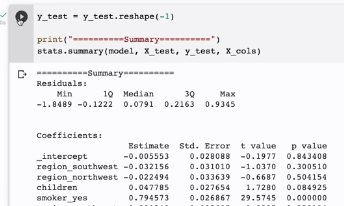 y_test = y_test.reshape(-1)
print("==========Summary==========")
stats.summary(model, X_test, y_test, X_cols)
==========Summary==========
Residuals:
Min 1Q Median 3Q Max
-1.8489 -0.1222 0.0791 0.2163 0.9345
Coefficients:
Estimate Std. Error t value p value
_intercept -0.005553 0.028088 -0.1977 0.843408
region_southwest -0.032156 0.031010 -1.0370 0.300510
region_northwest -0.022494 0.033639 -0.6687 0.504154
children 0.047785 0.027654 1.7280 0.084925
smoker_yes 0.794573 0.026867 29.5745 0.000000